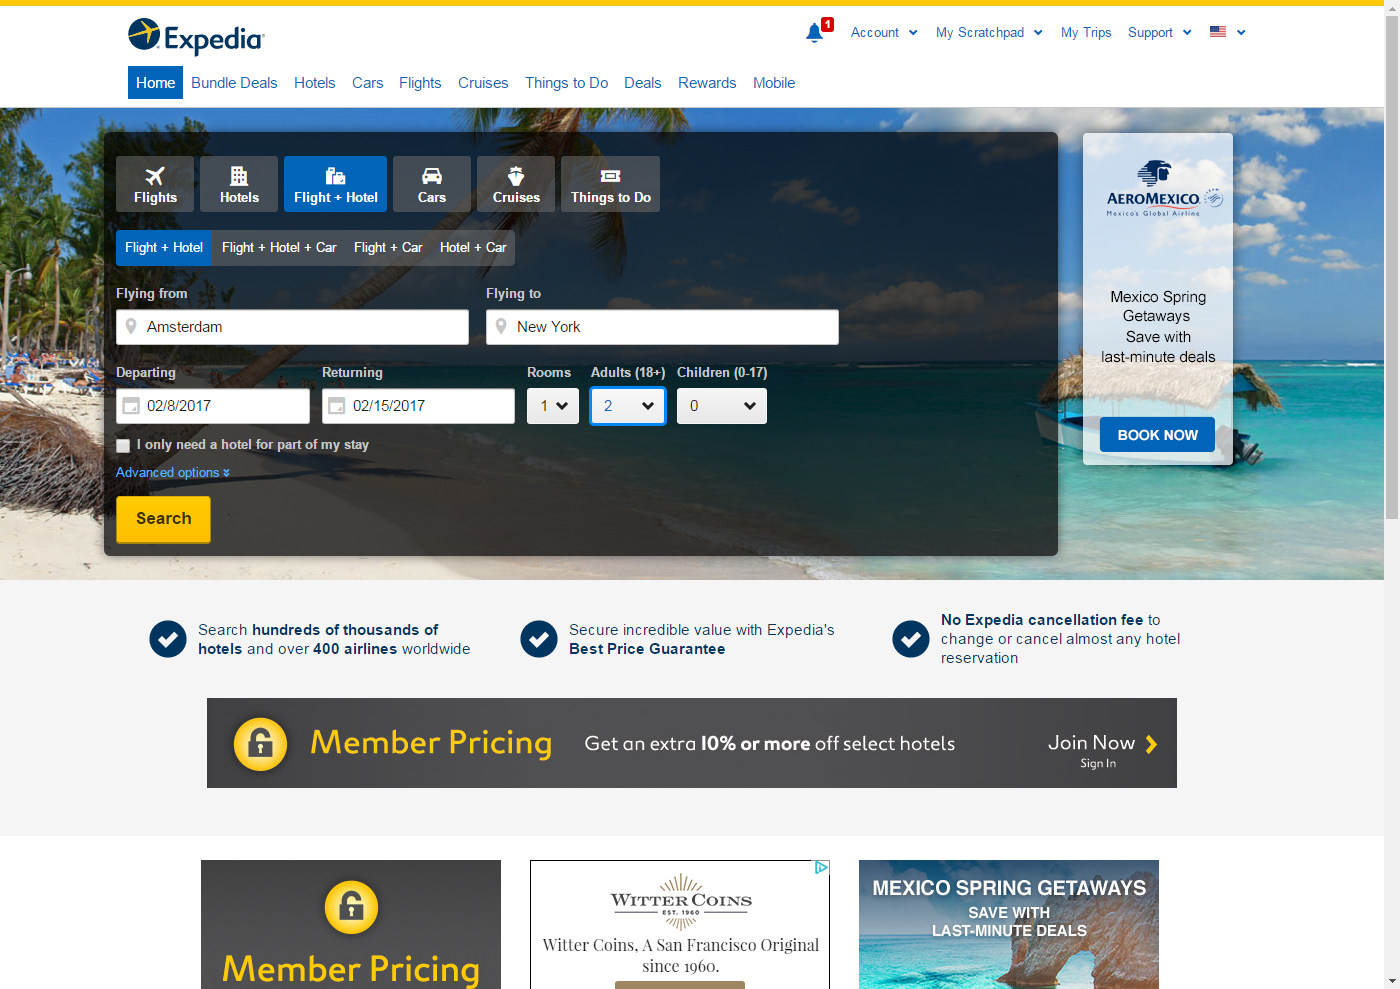 Expedia
1
Account
My Scratchpad
My Trips
Support
Home
Bundle Deals
Hotels
Cars
Flights
Cruises
Things to Do
Deals
Rewards
Mobile
Flights
Hotels
Flight + Hotel
Cars
Cruises
Things to Do
Flight + Hotel
Flight + Hotel + Car
Flight + Car
Hotel + Car
Flying from
Flying to
Amsterdam
New York
Departing
Returning
Rooms
Adults (18+)
Children (0-17)
02/8/2017
02/15/2017
1
2
0
I only need a hotel for part of my stay
Advanced options
Search
AEROMEXICO
Mexico's Global Airline
Mexico Spring
Getaways
Save with
last-minute deals
BOOK NOW
Search hundreds of thousands of
hotels and over 400 airlines worldwide
Secure incredible value with Expedia's
Best Price Guarantee
No Expedia cancellation fee to
change or cancel almost any hotel
reservation
Member Pricing
Get an extra 10% or more off select hotels
Join Now
Sign In
Member Pricing
WITTER COINS
EST. 1960
Witter Coins, A San Francisco Original
since 1960.
MEXICO SPRING GETAWAYS
SAVE WITH
LAST-MINUTE DEALS